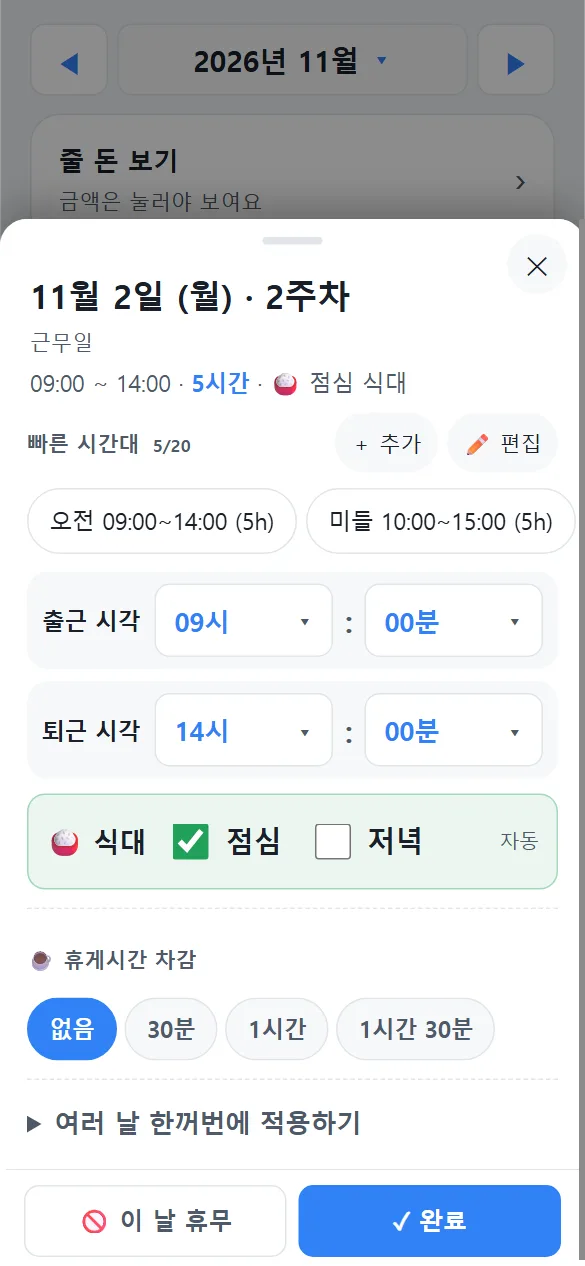 ◀ 2026년 11월 ▼ ▶
줄 돈 보기
금액은 눌러야 보여요 ›
11월 2일 (월) · 2주차
근무일
09:00 ~ 14:00 · 5시간 · 🍚 점심 식대
빠른 시간대 5/20 + 추가 ✏️ 편집
오전 09:00~14:00 (5h) 미들 10:00~15:00 (5h)
출근 시각 09시 ▼ : 00분 ▼
퇴근 시각 14시 ▼ : 00분 ▼
🍚 식대 ✅ 점심 저녁 자동
☕ 휴게시간 차감
없음 30분 1시간 1시간 30분
▶ 여러 날 한꺼번에 적용하기
🚫 이 날 휴무 ✓ 완료